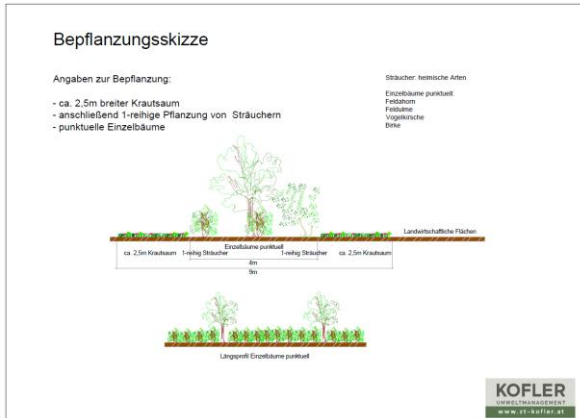 Bepflanzungsskizze
Angaben zur Bepflanzung:
- ca. 2,5m breiter Krautsaum
- anschließend 1-reihige Pflanzung von Sträuchern
- punktuelle Einzelbäume
Sträucher: heimische Arten
Einzelbäume punktuell:
Feldahorn
Feldulme
Vogelkirsche
Birke
Landwirtschaftliche Flächen
Einzelbäume punktuell
ca. 2,5m Krautsaum 1-reihig Sträucher 1-reihig Sträucher ca. 2,5m Krautsaum
4m
9m
Längsprofil Einzelbäume punktuell
KOFLER
UMWELTMANAGEMENT
www.zt-kofler.at